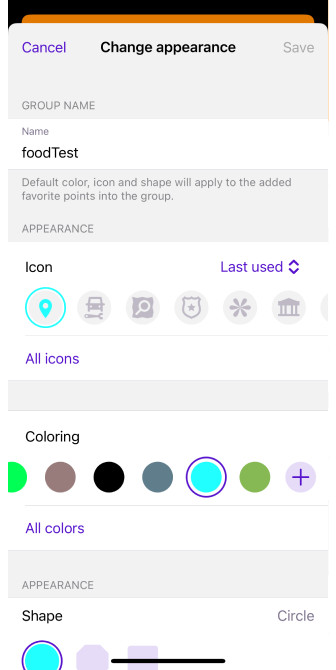 Cancel Change appearance Save
GROUP NAME
Name
foodTest
Default color, icon and shape will apply to the added
favorite points into the group.
APPEARANCE
Icon Last used
All icons
Coloring
All colors
APPEARANCE
Shape Circle